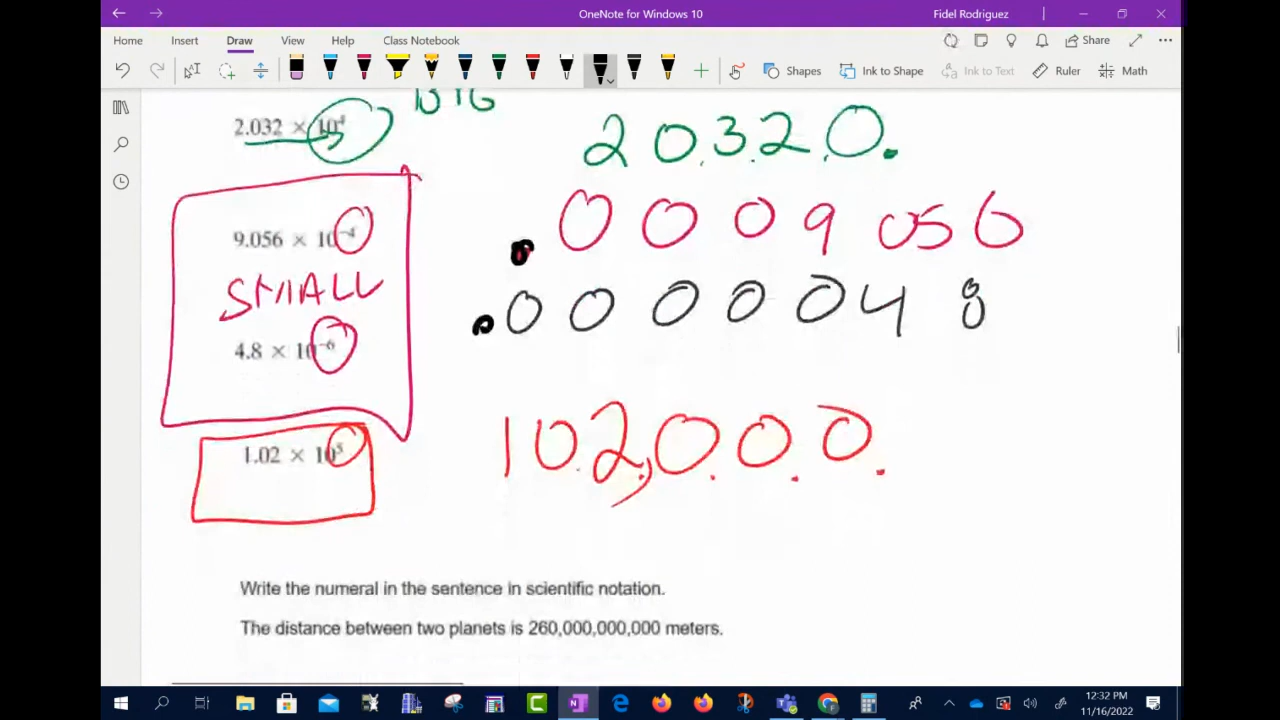 OneNote for Windows 10
Fidel Rodriguez
Home Insert Draw View Help Class Notebook
Share
Shapes Ink to Shape Ink to Text Ruler Math
2.032 × 10⁴
20320.
9.056 × 10⁻⁴
.0009056
SMALL
4.8 × 10⁻⁶
.0000048
1.02 × 10⁵
102,000.
Write the numeral in the sentence in scientific notation.
The distance between two planets is 260,000,000,000 meters.
12:32 PM
11/16/2022